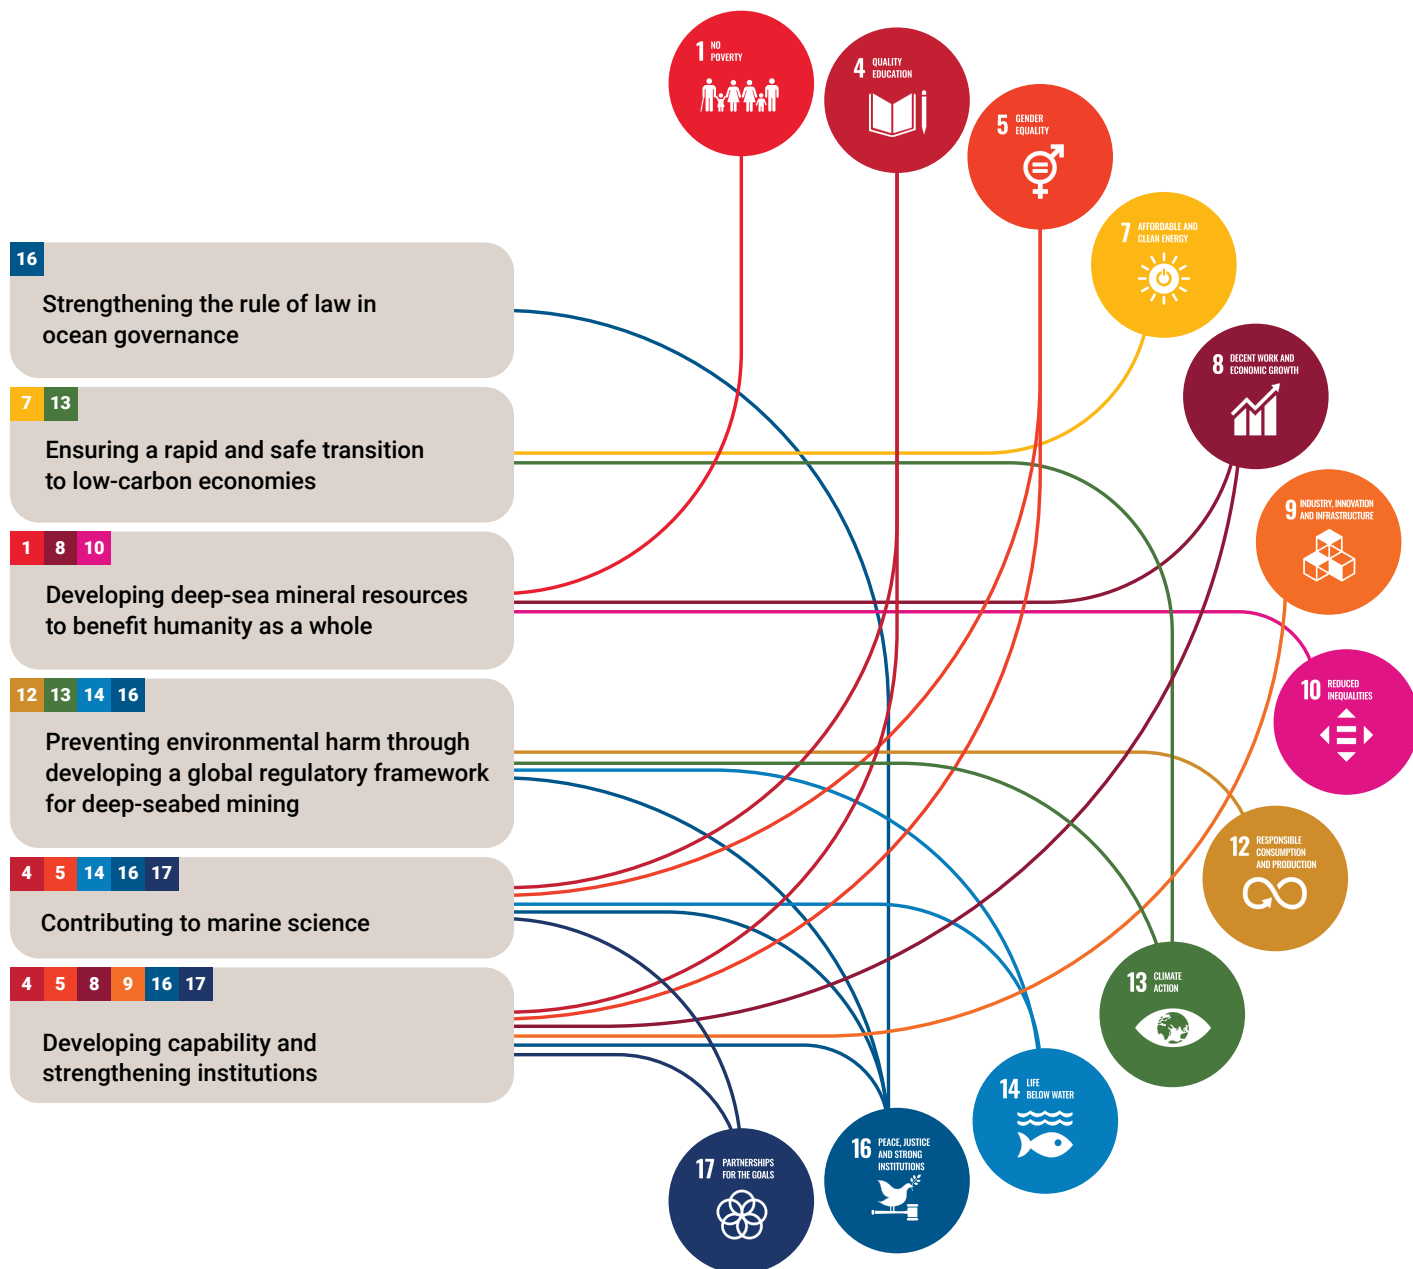 1 NO
POVERTY
4 QUALITY
EDUCATION
5 GENDER
EQUALITY
7 AFFORDABLE AND
CLEAN ENERGY
8 DECENT WORK AND
ECONOMIC GROWTH
9 INDUSTRY, INNOVATION
AND INFRASTRUCTURE
10 REDUCED
INEQUALITIES
12 RESPONSIBLE
CONSUMPTION
AND PRODUCTION
13 CLIMATE
ACTION
14 LIFE
BELOW WATER
16 PEACE, JUSTICE
AND STRONG
INSTITUTIONS
17 PARTNERSHIPS
FOR THE GOALS
16
Strengthening the rule of law in
ocean governance
7 13
Ensuring a rapid and safe transition
to low-carbon economies
1 8 10
Developing deep-sea mineral resources
to benefit humanity as a whole
12 13 14 16
Preventing environmental harm through
developing a global regulatory framework
for deep-seabed mining
4 5 14 16 17
Contributing to marine science
4 5 8 9 16 17
Developing capability and
strengthening institutions